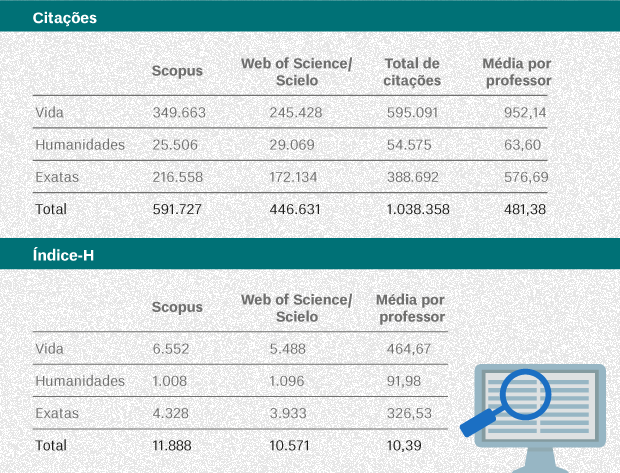 Citações
Scopus Web of Science/ Scielo Total de citações Média por professor
Vida 349.663 245.428 595.091 952,14
Humanidades 25.506 29.069 54.575 63,60
Exatas 216.558 172.134 388.692 576,69
Total 591.727 446.631 1.038.358 481,38
Índice-H
Scopus Web of Science/ Scielo Média por professor
Vida 6.552 5.488 464,67
Humanidades 1.008 1.096 91,98
Exatas 4.328 3.933 326,53
Total 11.888 10.571 10,39